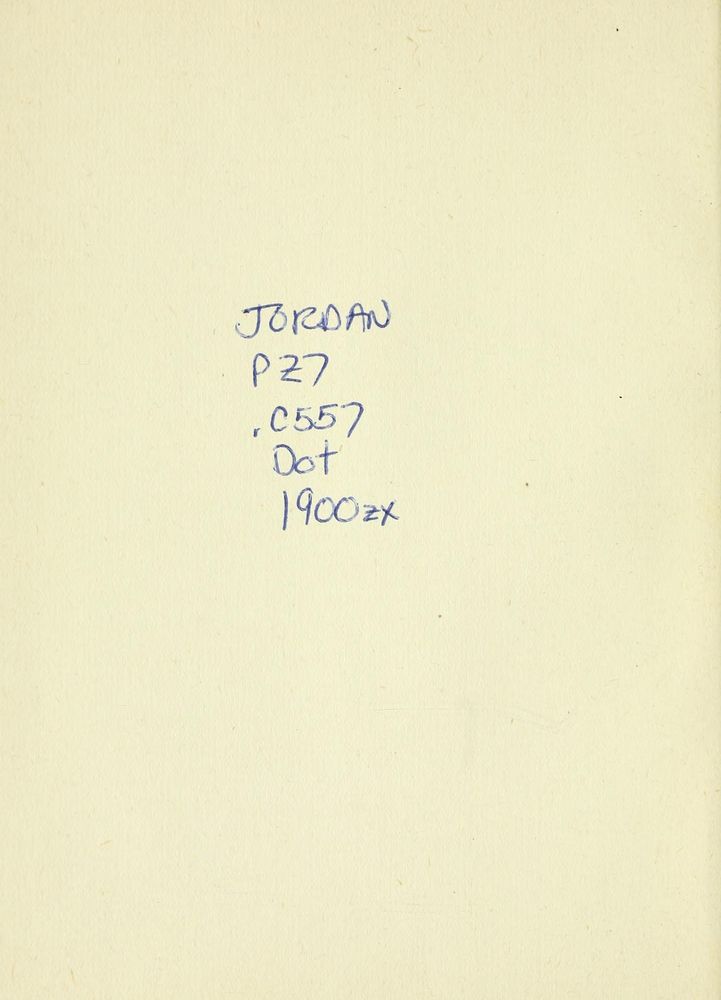 JORDAN
PZ7
.C557
Dot
1900zx